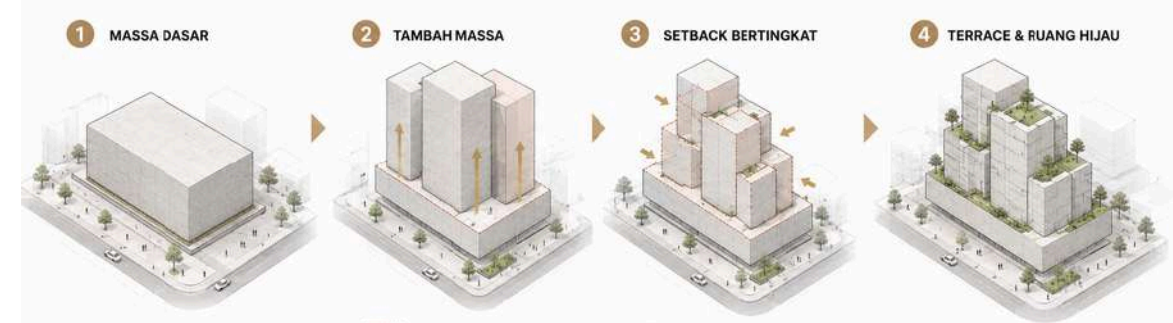 1 MASSA DASAR
2 TAMBAH MASSA
3 SETBACK BERTINGKAT
4 TERRACE & RUANG HIJAU